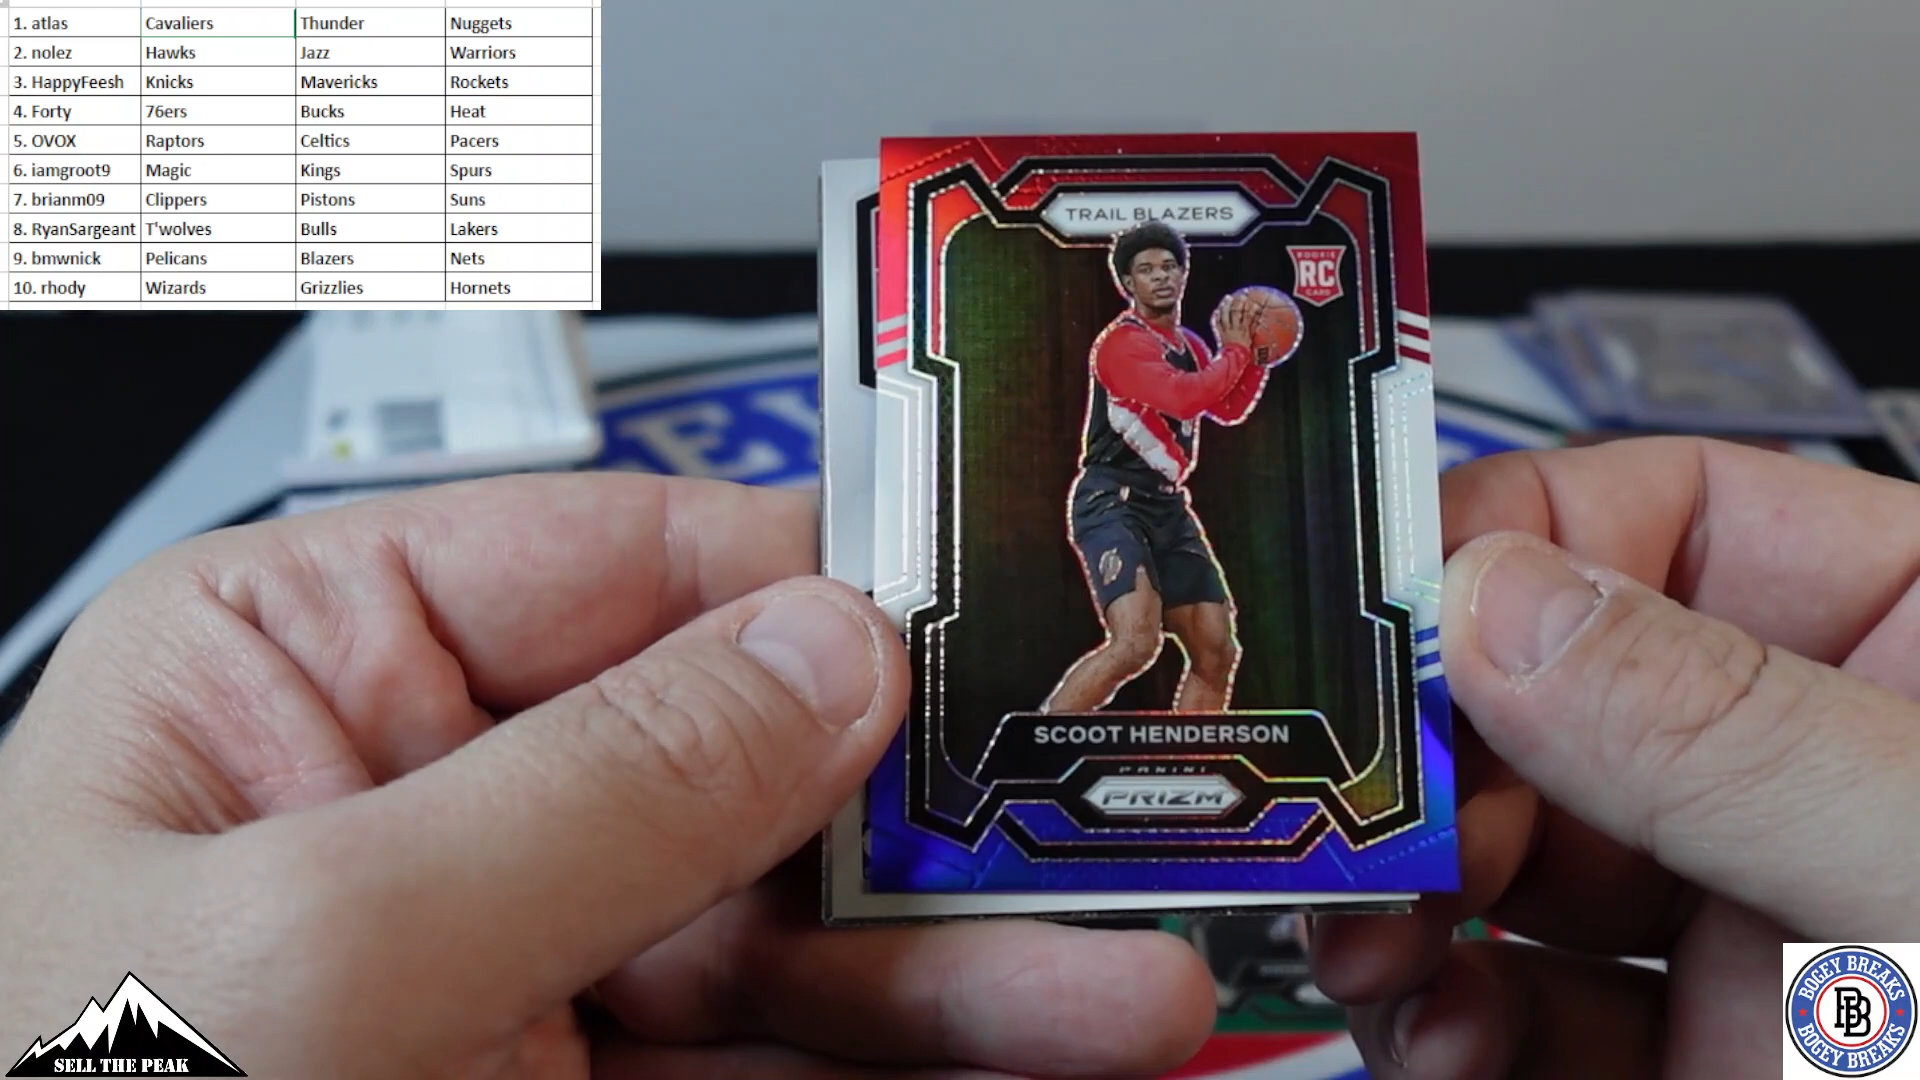 1. atlas Cavaliers Thunder Nuggets
2. nolez Hawks Jazz Warriors
3. HappyFeesh Knicks Mavericks Rockets
4. Forty 76ers Bucks Heat
5. OVOX Raptors Celtics Pacers
6. iamgroot9 Magic Kings Spurs
7. brianm09 Clippers Pistons Suns
8. RyanSargeant T'wolves Bulls Lakers
9. bmwnick Pelicans Blazers Nets
10. rhody Wizards Grizzlies Hornets
TRAIL BLAZERS
ROOKIE
RC
CARD
SCOOT HENDERSON
PANINI
PRIZM
EY
SELL THE PEAK
BOGEY BREAKS
BB
BOGEY BREAKS